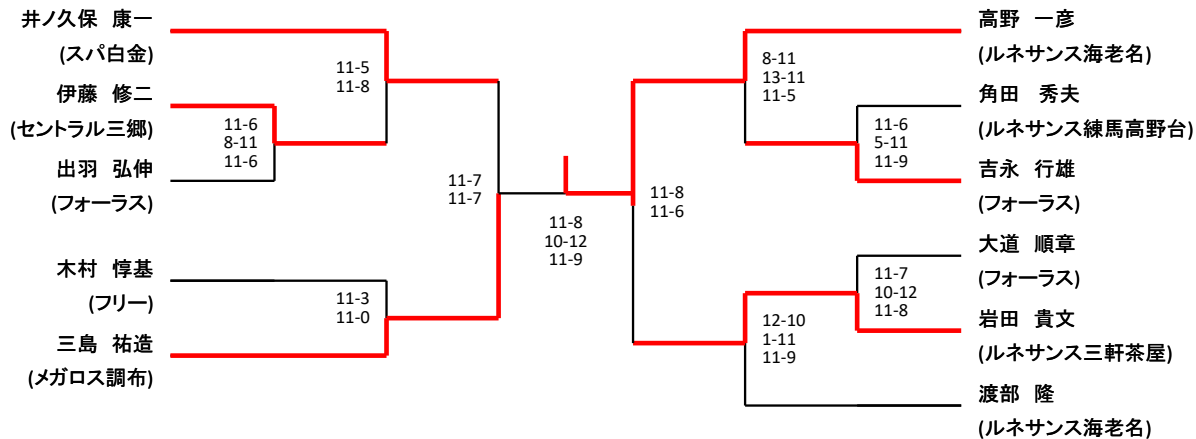 井ノ久保 康一
(スパ白金)
伊藤 修二
(セントラル三郷)
出羽 弘伸
(フォーラス)
木村 惇基
(フリー)
三島 祐造
(メガロス調布)
11-5
11-8
11-6
8-11
11-6
11-3
11-0
11-7
11-7
11-8
10-12
11-9
11-8
11-6
8-11
13-11
11-5
11-6
5-11
11-9
12-10
1-11
11-9
11-7
10-12
11-8
高野 一彦
(ルネサンス海老名)
角田 秀夫
(ルネサンス練馬高野台)
吉永 行雄
(フォーラス)
大道 順章
(フォーラス)
岩田 貴文
(ルネサンス三軒茶屋)
渡部 隆
(ルネサンス海老名)